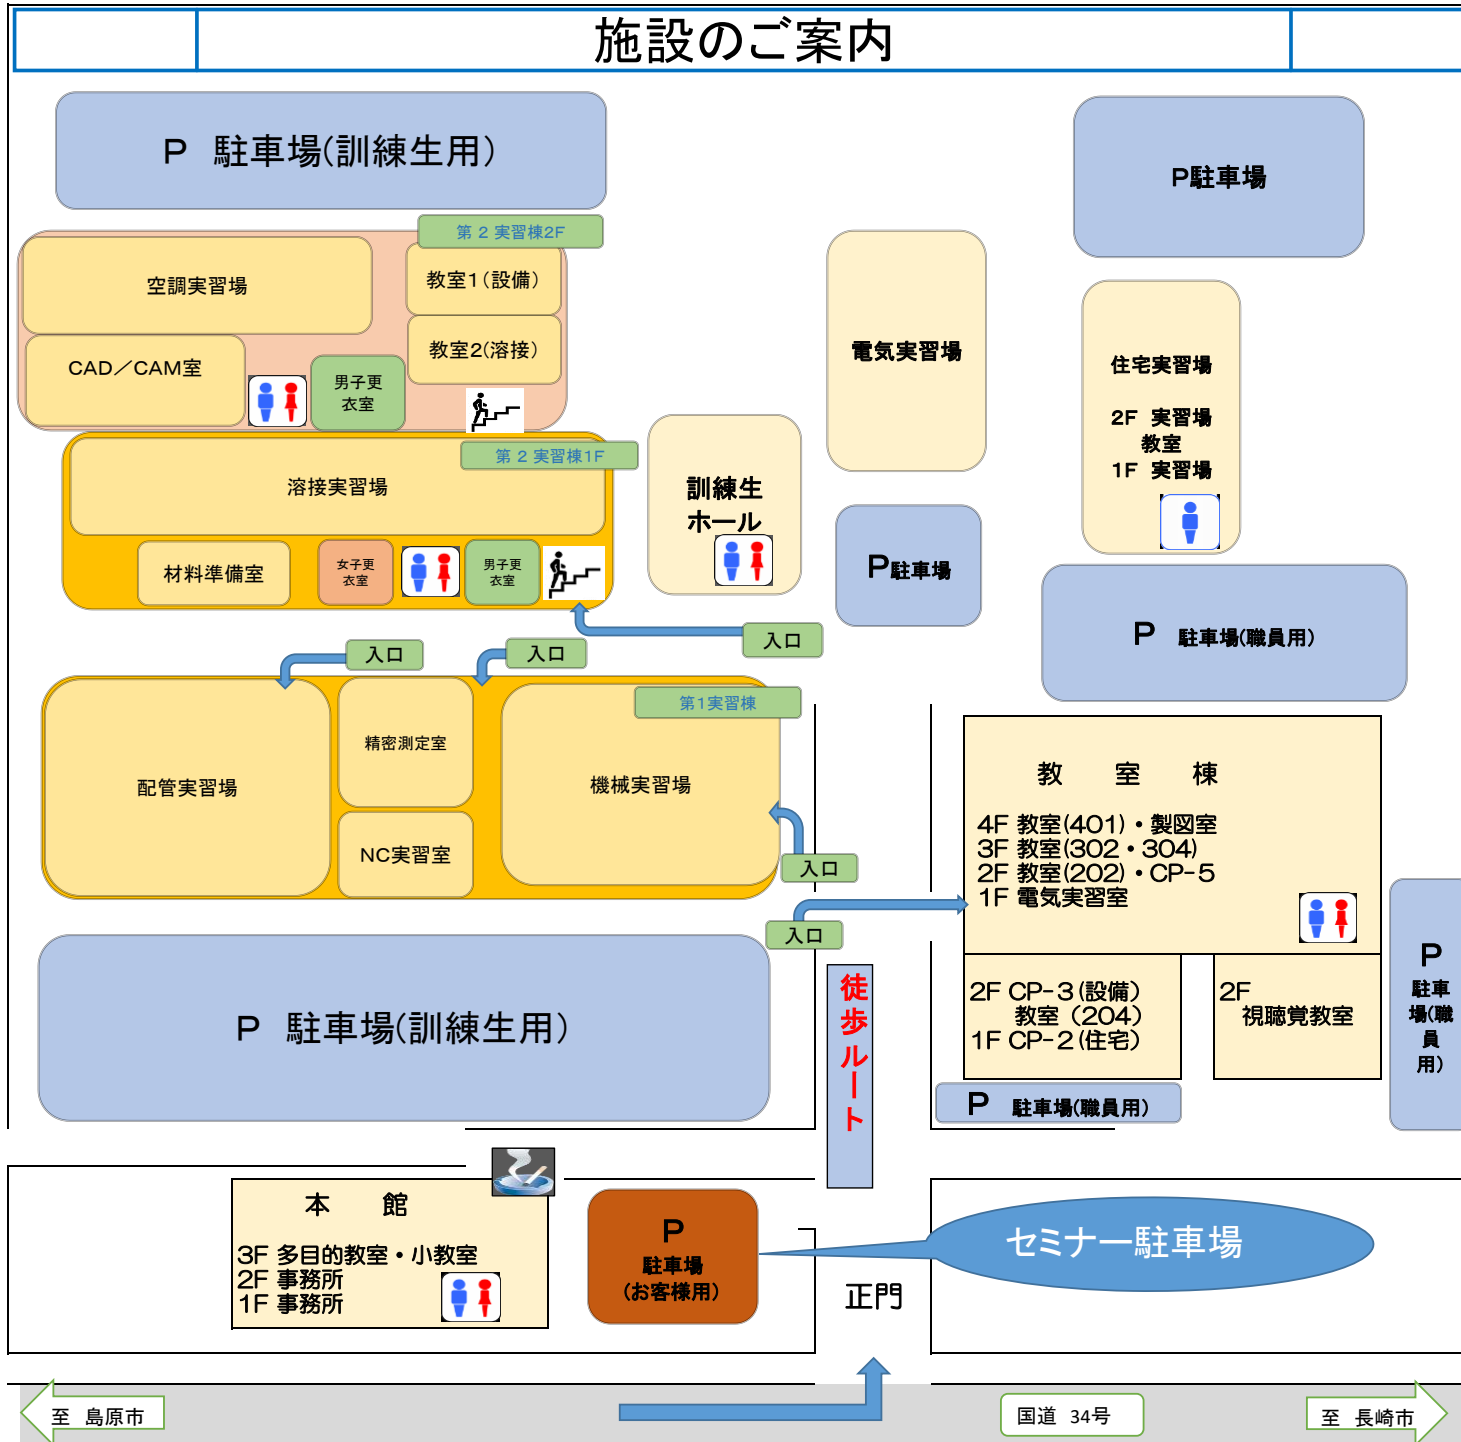 施設のご案内
P 駐車場(訓練生用)
P駐車場
第２実習棟2F
空調実習場
教室1(設備)
教室2(溶接)
CAD／CAM室
男子更
衣室
電気実習場
住宅実習場
2F 実習場
教室
1F 実習場
第２実習棟1F
溶接実習場
訓練生
ホール
材料準備室
女子更
衣室
男子更
衣室
P駐車場
P 駐車場(職員用)
入口
入口
入口
第1実習棟
配管実習場
精密測定室
機械実習場
NC実習室
入口
入口
教 室 棟
4F 教室(401)・製図室
3F 教室(302・304)
2F 教室(202)・CP-5
1F 電気実習室
2F CP-3(設備)
教室（204)
1F CP-2(住宅)
2F
視聴覚教室
P
駐車
場(職
員
用)
P 駐車場(職員用)
P 駐車場(訓練生用)
徒歩ルート
本 館
3F 多目的教室・小教室
2F 事務所
1F 事務所
P
駐車場
(お客様用)
セミナー駐車場
正門
至 島原市
国道 34号
至 長崎市